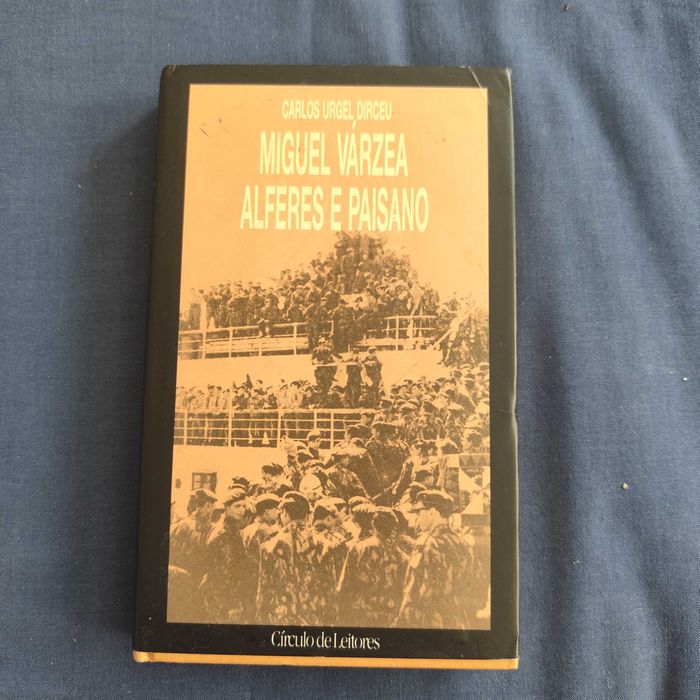 CARLOS URGEL DIRCEU
MIGUEL VÁRZEA
ALFERES E PAISANO
Círculo de Leitores